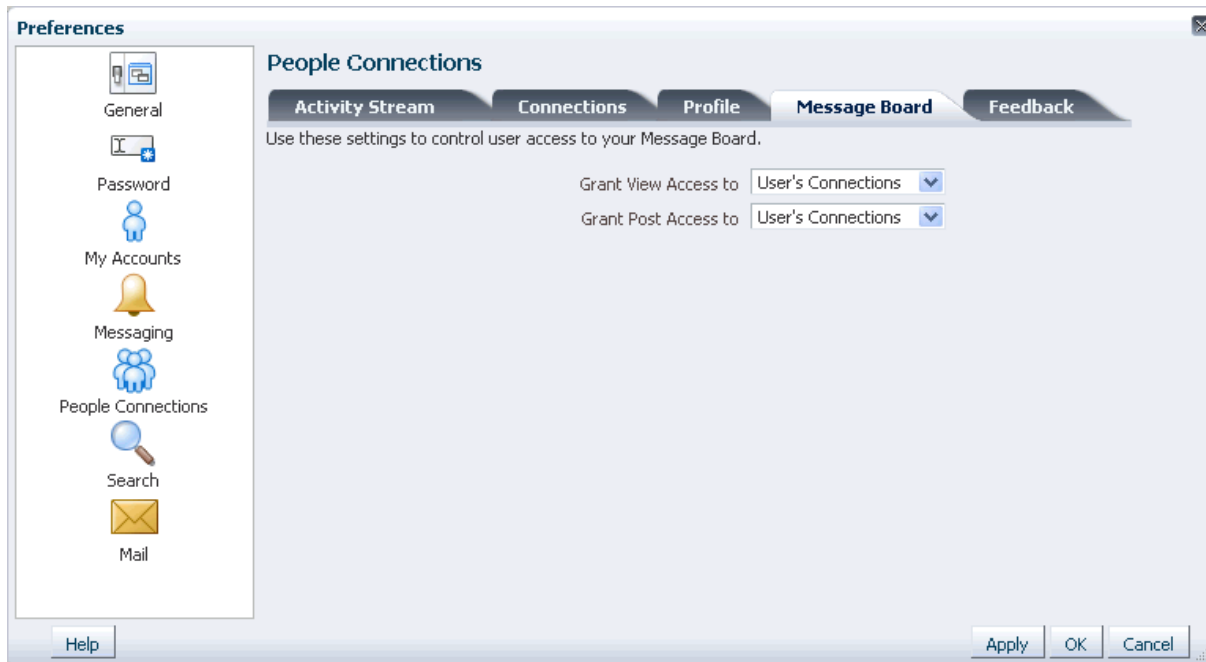 Preferences
General
Password
My Accounts
Messaging
People Connections
Search
Mail
People Connections
Activity Stream Connections Profile Message Board Feedback
Use these settings to control user access to your Message Board.
Grant View Access to User's Connections
Grant Post Access to User's Connections
Help Apply OK Cancel